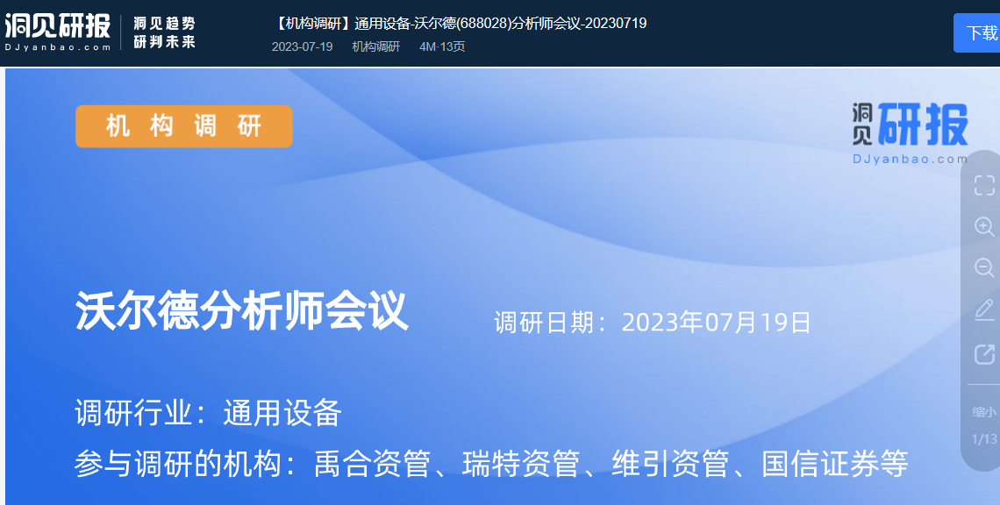 洞见研报
DJyanbao.com
洞见趋势
研判未来
【机构调研】通用设备-沃尔德(688028)分析师会议-20230719
2023-07-19 机构调研 4M·13页
下载
机构调研
洞见研报
DJyanbao.com
沃尔德分析师会议
调研日期：2023年07月19日
调研行业：通用设备
参与调研的机构：禹合资管、瑞特资管、维引资管、国信证券等
缩小
1/13